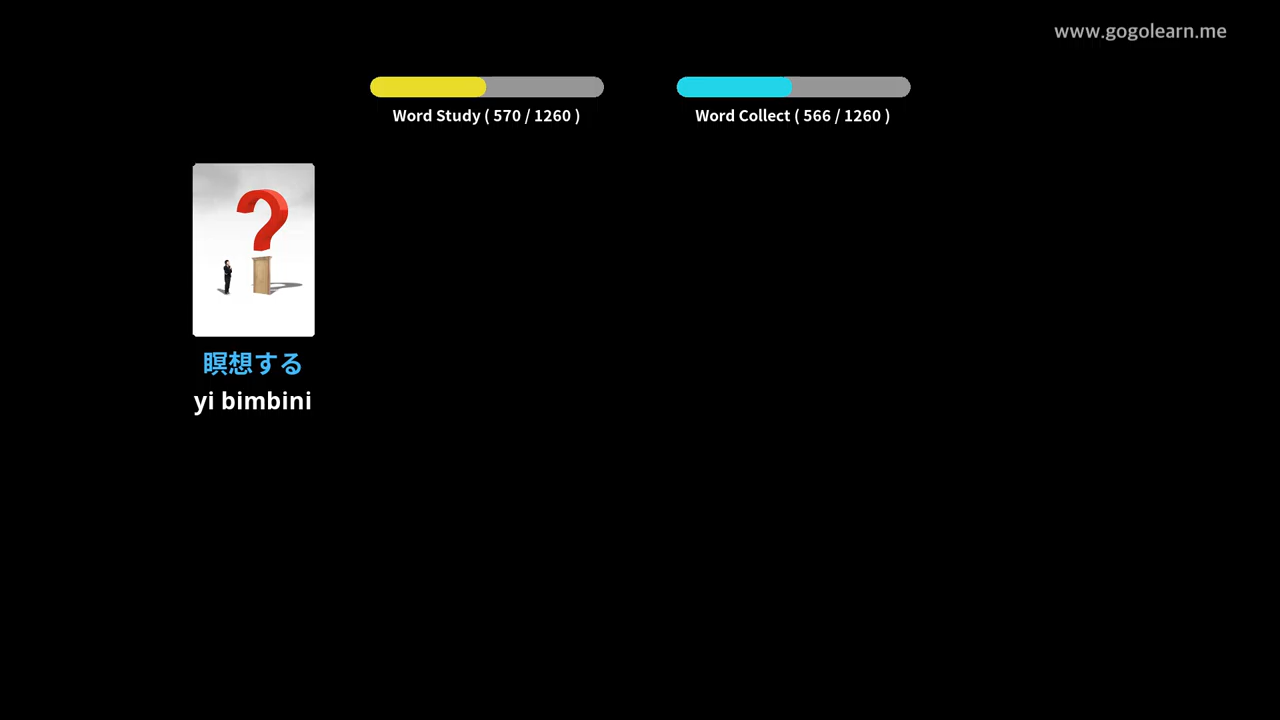 www.gogolearn.me
Word Study ( 570 / 1260 )
Word Collect ( 566 / 1260 )
?
瞑想する
yi bimbini